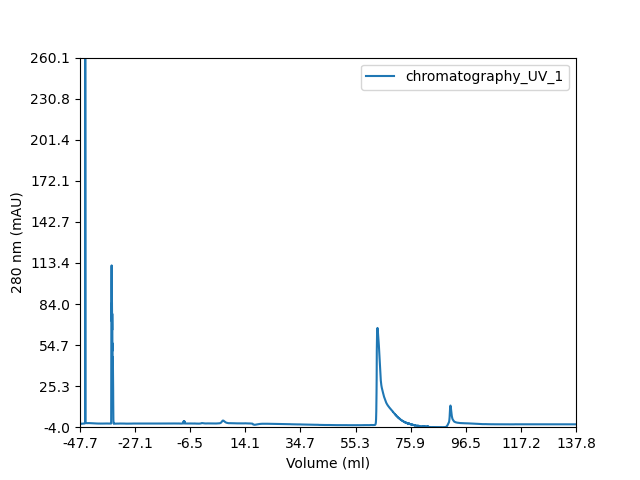 chromatography_UV_1
260.1
230.8
201.4
172.1
142.7
113.4
84.0
54.7
25.3
-4.0
280 nm (mAU)
-47.7 -27.1 -6.5 14.1 34.7 55.3 75.9 96.5 117.2 137.8
Volume (ml)